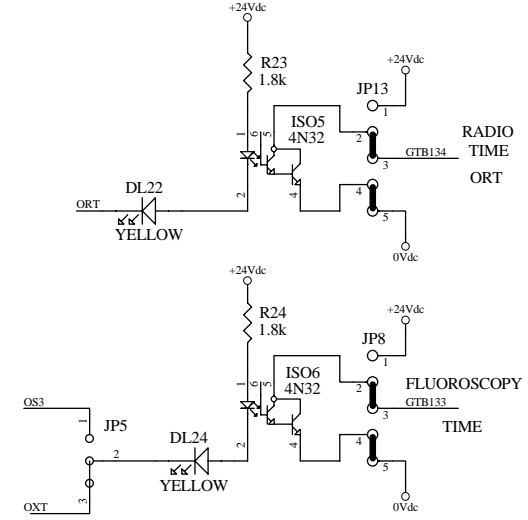 +24Vdc
R23
1.8k
+24Vdc
JP13
1
ISO5
4N32
1
6
5
2
3
GTB134
RADIO
TIME
ORT
DL22
2
4
4
5
ORT
YELLOW
0Vdc
+24Vdc
R24
1.8k
+24Vdc
JP8
1
ISO6
4N32
1
6
5
2
3
FLUOROSCOPY
GTB133
TIME
OS3
1
JP5
DL24
2
2
4
4
5
YELLOW
3
OXT
0Vdc